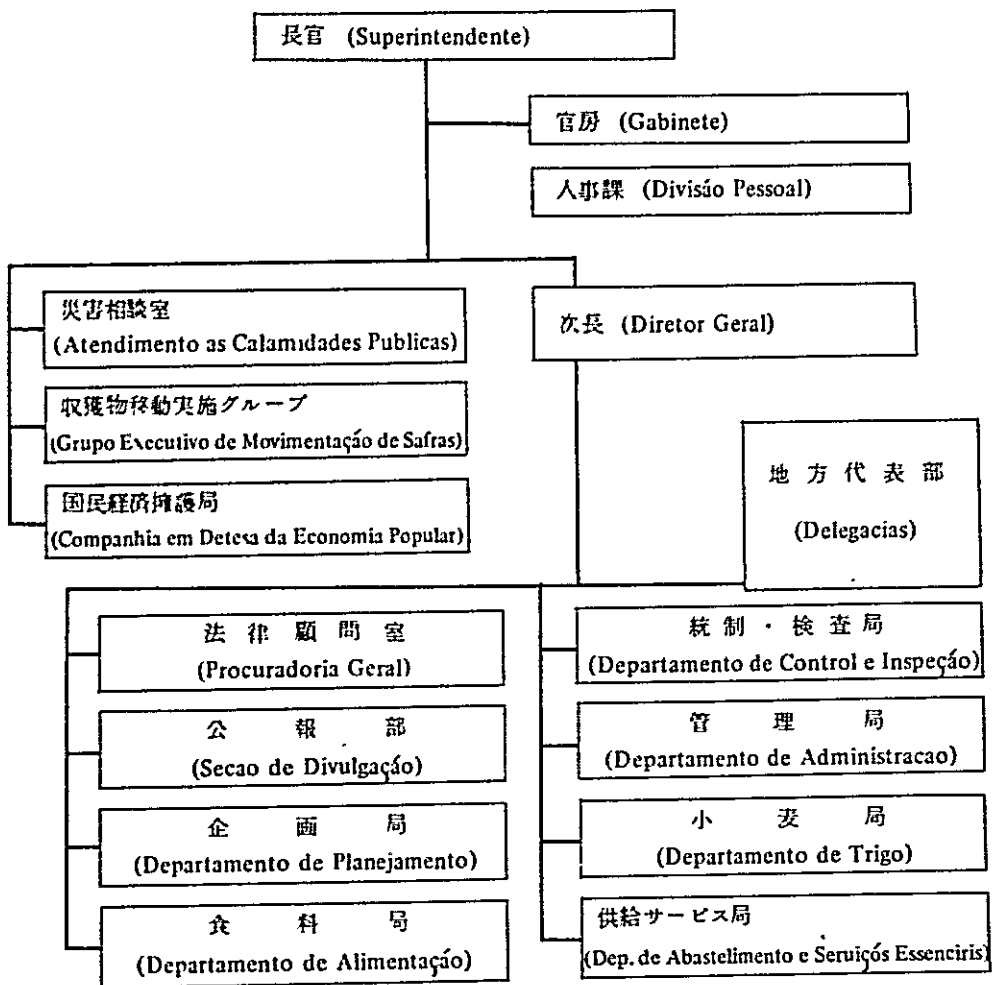 長官 (Superintendente)
官房 (Gabinete)
人事課 (Divisáo Pessoal)
災害相談室
(Atendimento as Calamidades Publicas)
次長 (Diretor Geral)
収穫物移動実施グループ
(Grupo Executivo de Movimentação de Safras)
国民経済擁護局
(Companhia em Detesa da Economia Popular)
地方代表部
(Delegacias)
法律顧問室
(Procuradoria Geral)
公報部
(Secao de Divulgação)
企画局
(Departamento de Planejamento)
食料局
(Departamento de Alimentação)
統制・検査局
(Departamento de Control e Inspeção)
管理局
(Departamento de Administracao)
小麦局
(Departamento de Trigo)
供給サービス局
(Dep. de Abastelimento e Seruiçós Essenciris)